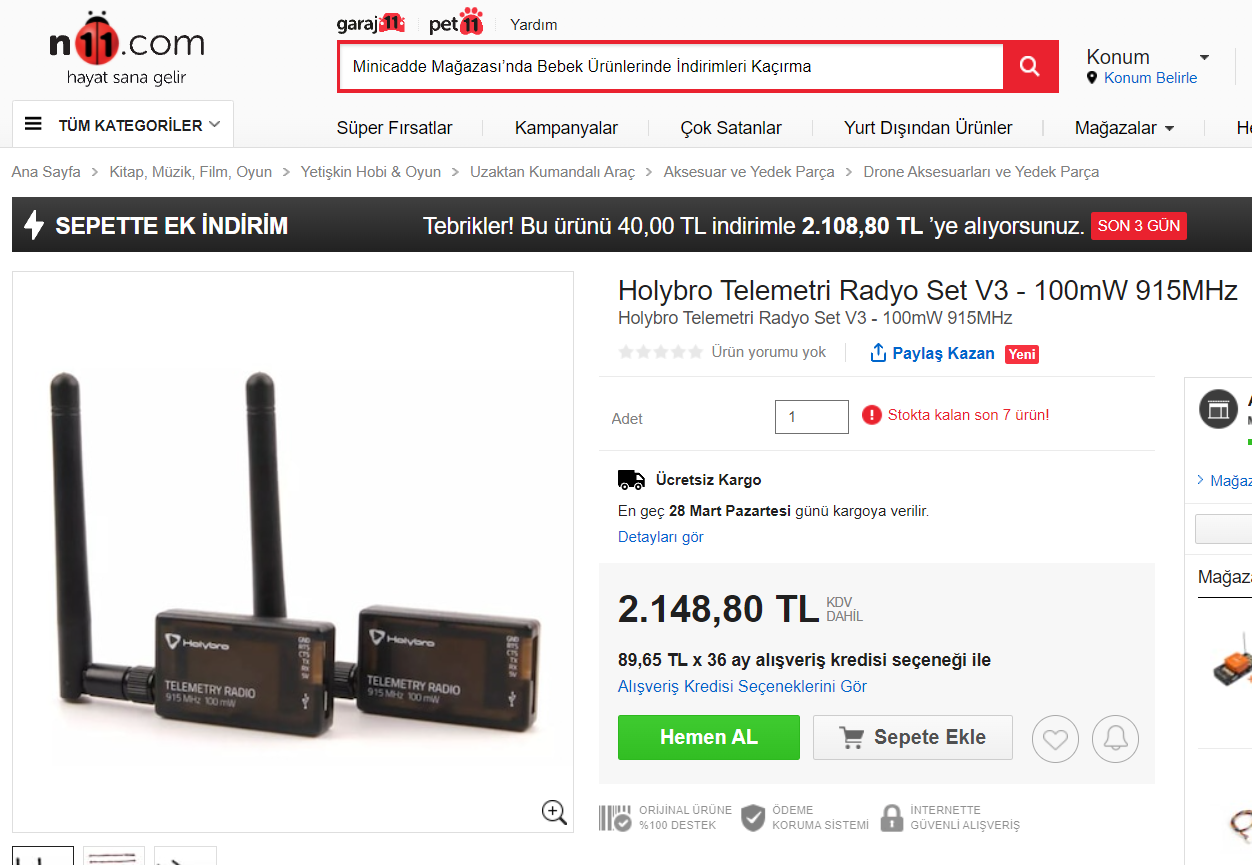 n11.com
hayat sana gelir
garaj11 pet11 Yardım
Minicadde Mağazası'nda Bebek Ürünlerinde İndirimleri Kaçırma
Konum
Konum Belirle
TÜM KATEGORİLER
Süper Fırsatlar Kampanyalar Çok Satanlar Yurt Dışından Ürünler Mağazalar
Ana Sayfa > Kitap, Müzik, Film, Oyun > Yetişkin Hobi & Oyun > Uzaktan Kumandalı Araç > Aksesuar ve Yedek Parça > Drone Aksesuarları ve Yedek Parça
SEPETTE EK İNDİRİM Tebrikler! Bu ürünü 40,00 TL indirimle 2.108,80 TL ’ye alıyorsunuz. SON 3 GÜN
Holybro Telemetri Radyo Set V3 - 100mW 915MHz
Holybro Telemetri Radyo Set V3 - 100mW 915MHz
Ürün yorumu yok Paylaş Kazan Yeni
Adet 1 Stokta kalan son 7 ürün!
Ücretsiz Kargo
En geç 28 Mart Pazartesi günü kargoya verilir.
Detayları gör
2.148,80 TL KDV DAHİL
89,65 TL x 36 ay alışveriş kredisi seçeneği ile
Alışveriş Kredisi Seçeneklerini Gör
Hemen AL Sepete Ekle
ORİJİNAL ÜRÜNE %100 DESTEK
ÖDEME KORUMA SİSTEMİ
İNTERNETTE GÜVENLİ ALIŞVERİŞ
Holybro
TELEMETRY RADIO
915 MHz 100 mW
GND
RTS
CTS
TX
RX
5V
Holybro
TELEMETRY RADIO
915 MHz 100 mW
GND
RTS
CTS
TX
RX
5V